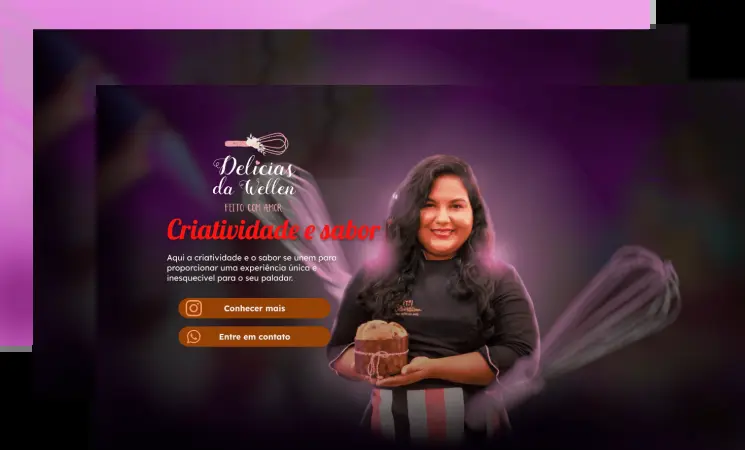 Delicias
da Wellen
FEITO COM AMOR
Criatividade e sabor
Aqui a criatividade e o sabor se unem para
proporcionar uma experiência única e
inesquecível para o seu paladar.
Conhecer mais
Entre em contato